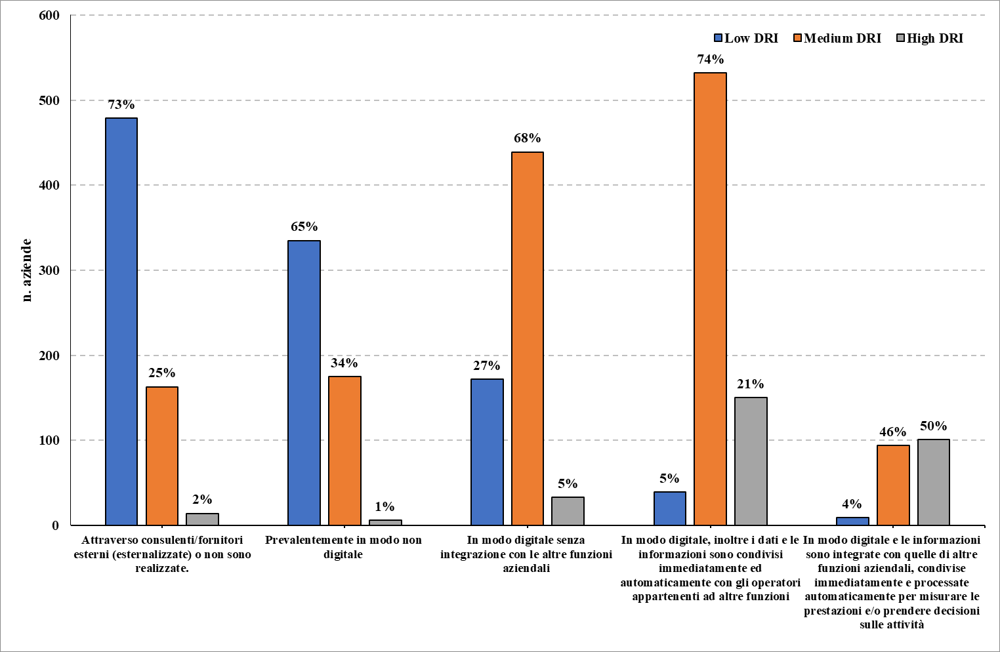 600
500
400
300
200
100
0
n. aziende
Low DRI
Medium DRI
High DRI
73%
25%
2%
65%
34%
1%
27%
68%
5%
5%
74%
21%
4%
46%
50%
Attraverso consulenti/fornitori
esterni (esternalizzate) o non sono
realizzate.
Prevalentemente in modo non
digitale
In modo digitale senza
integrazione con le altre funzioni
aziendali
In modo digitale, inoltre i dati e le
informazioni sono condivisi
immediatamente ed
automaticamente con gli operatori
appartenenti ad altre funzioni
In modo digitale e le informazioni
sono integrate con quelle di altre
funzioni aziendali, condivise
immediatamente e processate
automaticamente per misurare le
prestazioni e/o prendere decisioni
sulle attività